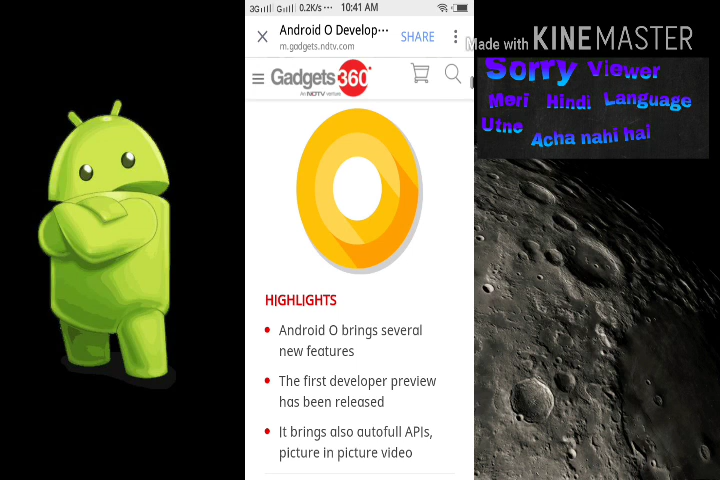 3G G 0.2K/s ••• 10:41 AM
Android O Develop•••
SHARE
m.gadgets.ndtv.com
Gadgets 360°
An NDTV venture
HIGHLIGHTS
Android O brings several
new features
The first developer preview
has been released
It brings also autofull APIs,
picture in picture video
Made with KINEMASTER
Sorry Viewer
Meri Hindi Language
Utne Acha nahi hai